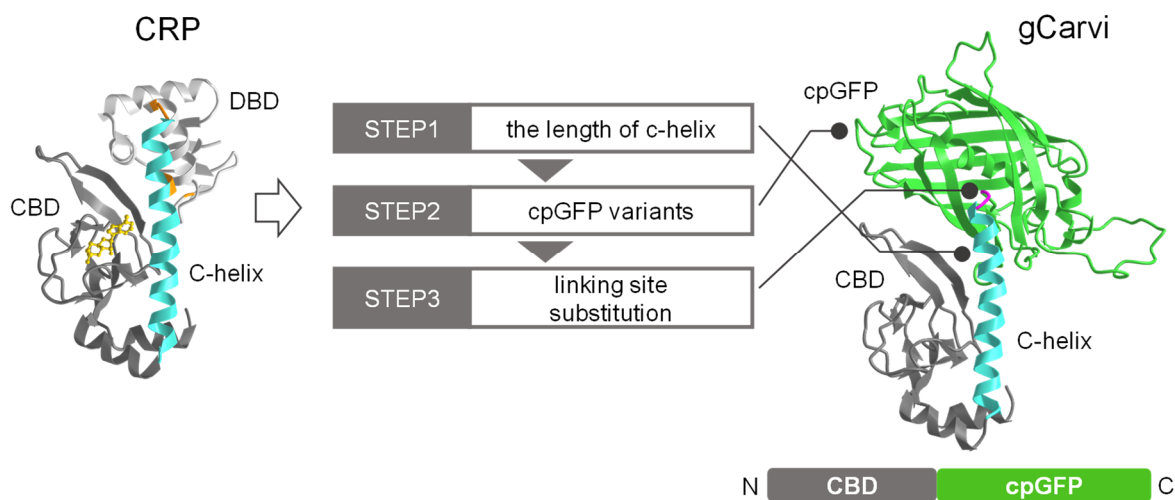 CRP
DBD
CBD
C-helix
STEP1
the length of c-helix
STEP2
cpGFP variants
STEP3
linking site
substitution
gCarvi
cpGFP
CBD
C-helix
N CBD cpGFP C